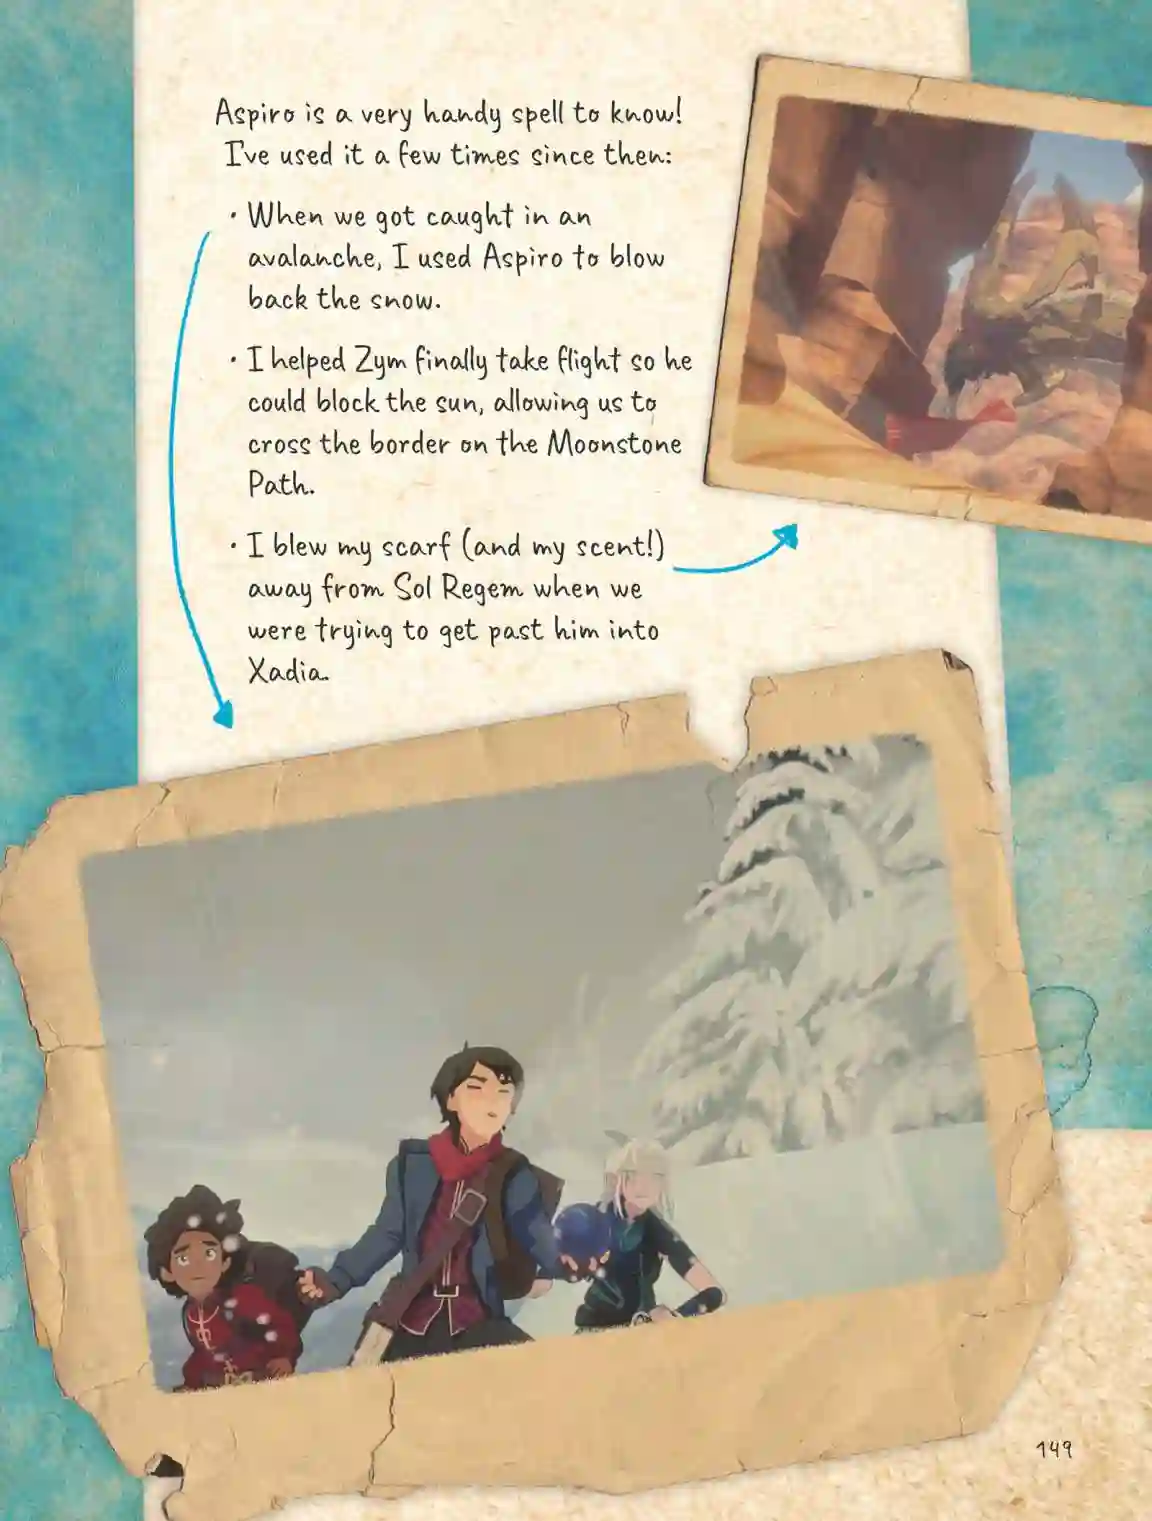 Aspiro is a very handy spell to know!
I've used it a few times since then:
• When we got caught in an
avalanche, I used Aspiro to blow
back the snow.
• I helped Zym finally take flight so he
could block the sun, allowing us to
cross the border on the Moonstone
Path.
• I blew my scarf (and my scent!)
away from Sol Regem when we
were trying to get past him into
Xadia.
149